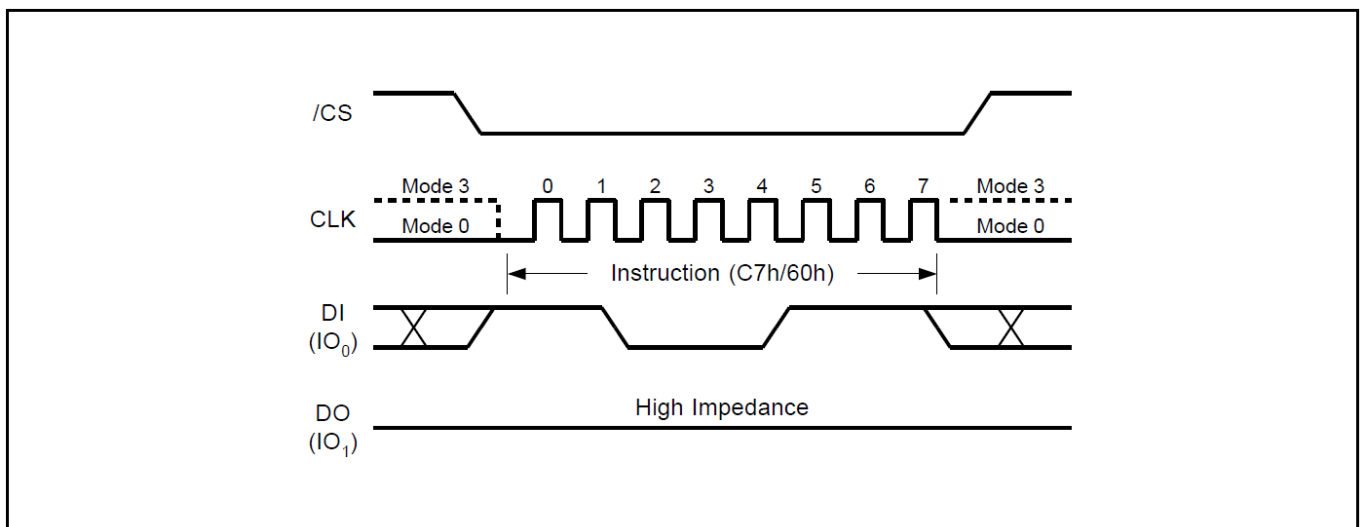 /CS
Mode 3 0 1 2 3 4 5 6 7 Mode 3
CLK
Mode 0 Mode 0
Instruction (C7h/60h)
DI
(IO₀)
High Impedance
DO
(IO₁)